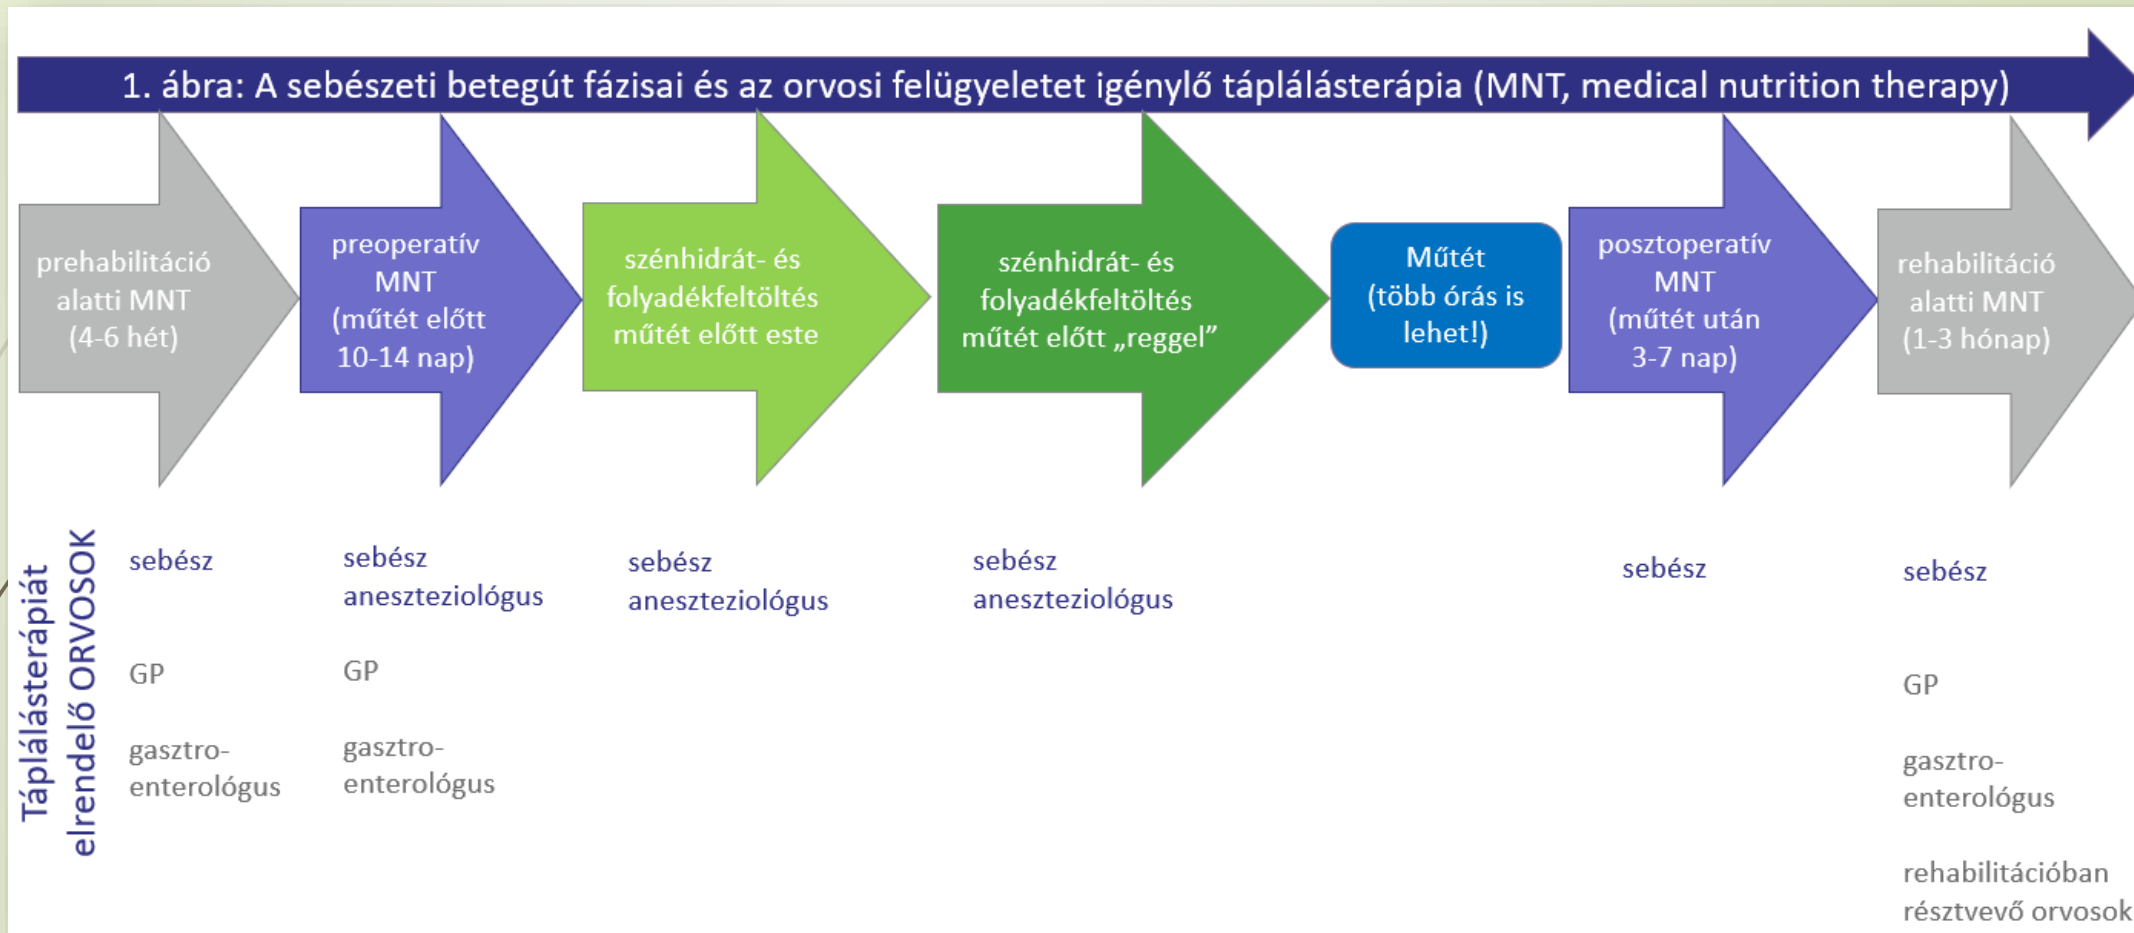 1. ábra: A sebészeti betegút fázisai és az orvosi felügyeletet igénylő táplálásterápia (MNT, medical nutrition therapy)
prehabilitáció
alatti MNT
(4-6 hét)
preoperatív
MNT
(műtét előtt
10-14 nap)
szénhidrát- és
folyadékfeltöltés
műtét előtt este
szénhidrát- és
folyadékfeltöltés
műtét előtt „reggel”
Műtét
(több órás is
lehet!)
posztoperatív
MNT
(műtét után
3-7 nap)
rehabilitáció
alatti MNT
(1-3 hónap)
Táplálásterápiát
elrendelő ORVOSOK
sebész
GP
gasztro-
enterológus
sebész
aneszteziológus
GP
gasztro-
enterológus
sebész
aneszteziológus
sebész
aneszteziológus
sebész
sebész
GP
gasztro-
enterológus
rehabilitációban
résztvevő orvosok